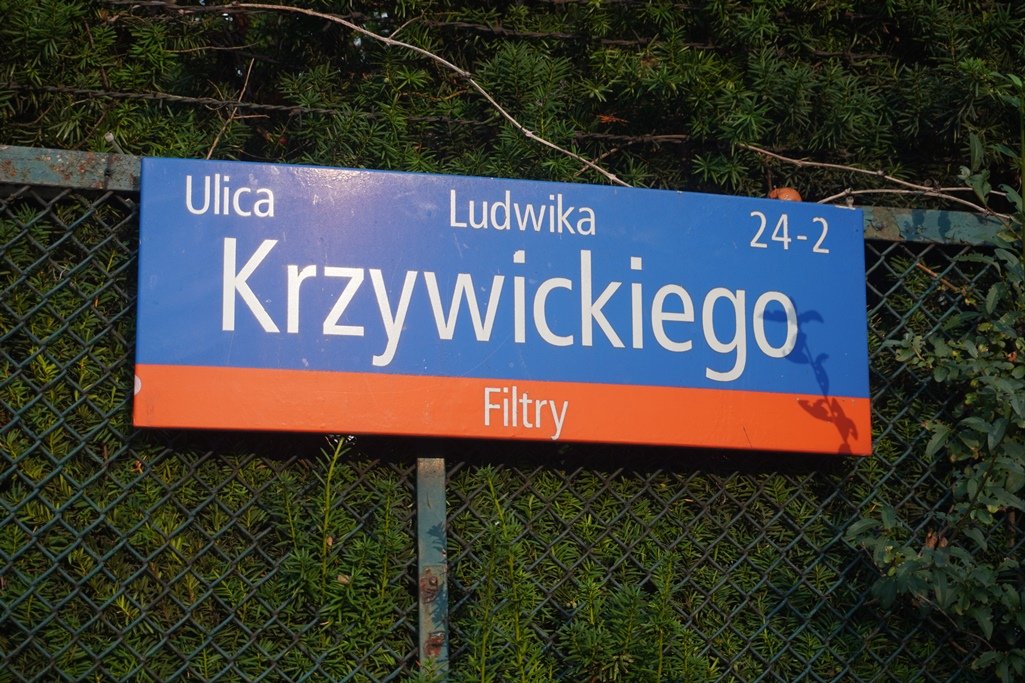 Ulica Ludwika 24-2
Krzywickiego
Filtry